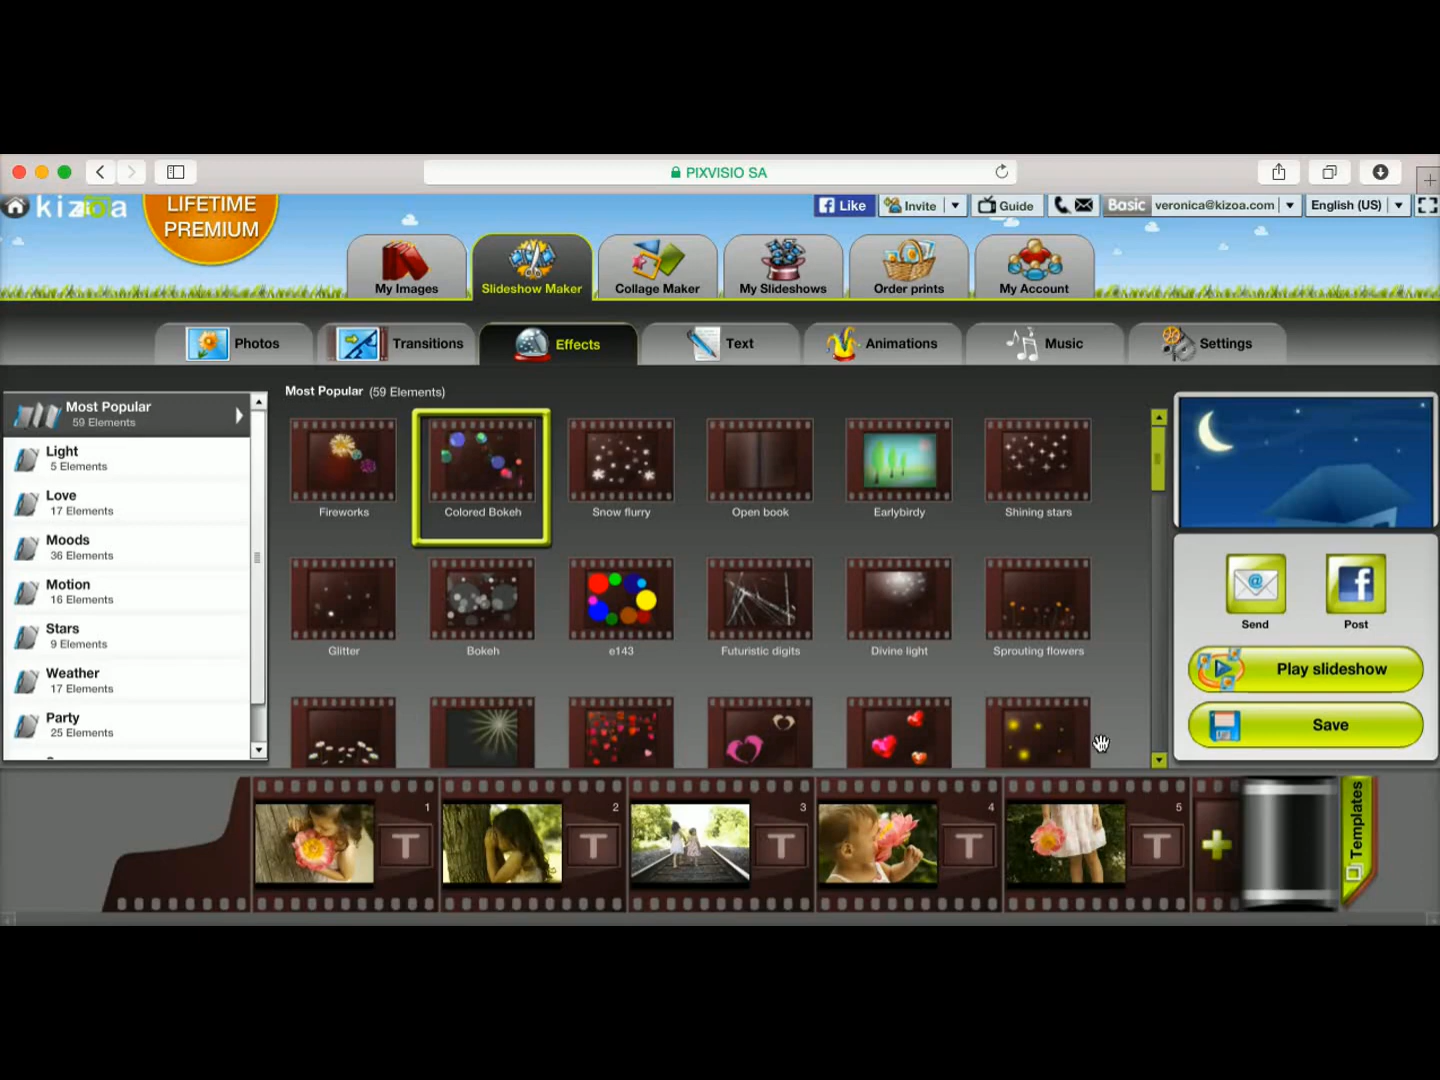 PIXVISIO SA
kizoa
LIFETIME
PREMIUM
Like
Invite
Guide
Basic
veronica@kizoa.com
English (US)
My Images
Slideshow Maker
Collage Maker
My Slideshows
Order prints
My Account
Photos
Transitions
Effects
Text
Animations
Music
Settings
Most Popular (59 Elements)
Most Popular
59 Elements
Light
5 Elements
Love
17 Elements
Moods
36 Elements
Motion
16 Elements
Stars
9 Elements
Weather
17 Elements
Party
25 Elements
Fireworks
Colored Bokeh
Snow flurry
Open book
Earlybirdy
Shining stars
Glitter
Bokeh
e143
Futuristic digits
Divine light
Sprouting flowers
Send
Post
Play slideshow
Save
1
2
3
4
5
T
T
T
T
T
Templates